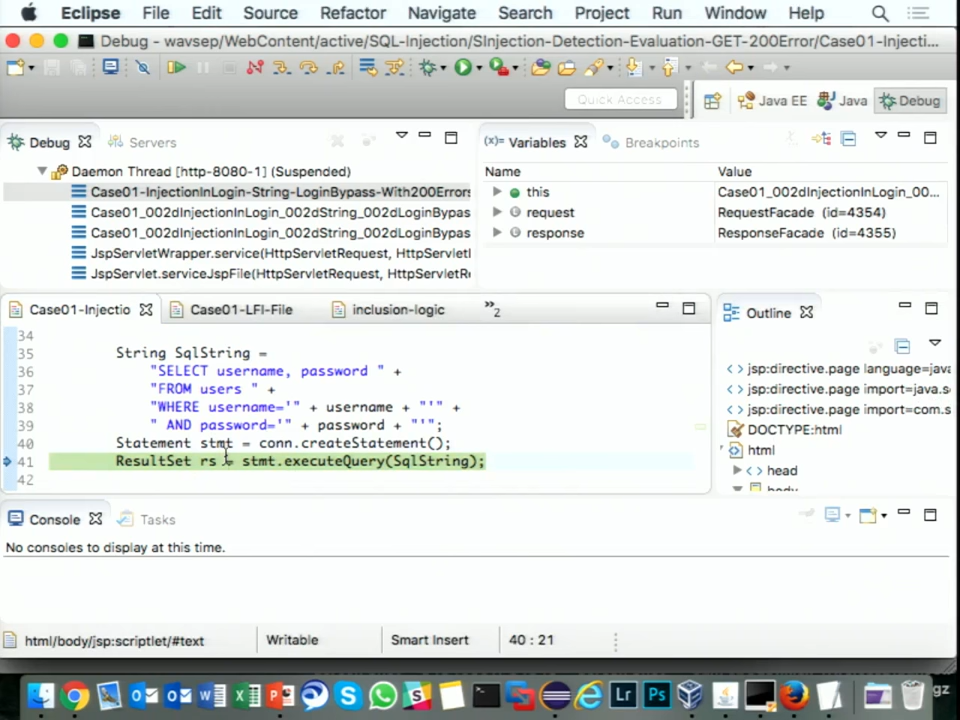 Eclipse File Edit Source Refactor Navigate Search Project Run Window Help
Debug - wavsep/WebContent/active/SQL-Injection/SInjection-Detection-Evaluation-GET-200Error/Case01-Injecti...
Quick Access
Java EE Java Debug
Debug Servers
Variables Breakpoints
Daemon Thread [http-8080-1] (Suspended)
Case01-InjectionInLogin-String-LoginBypass-With200Errors
Case01_002dInjectionInLogin_002dString_002dLoginBypas
Case01_002dInjectionInLogin_002dString_002dLoginBypas
JspServletWrapper.service(HttpServletRequest, HttpServletI
JspServlet.serviceJspFile(HttpServletRequest, HttpServletRe
Name Value
this Case01_002dInjectionInLogin_00...
request RequestFacade (id=4354)
response ResponseFacade (id=4355)
Case01-Injectio Case01-LFI-File inclusion-logic »2
34
35 String SqlString =
36 "SELECT username, password " +
37 "FROM users " +
38 "WHERE username='" + username + "'" +
39 " AND password='" + password + "'";
40 Statement stmt = conn.createStatement();
41 ResultSet rs = stmt.executeQuery(SqlString);
42
Outline
jsp:directive.page language=java
jsp:directive.page import=java.s
jsp:directive.page import=com.s
DOCTYPE:html
html
head
body
Console Tasks
No consoles to display at this time.
html/body/jsp:scriptlet/#text Writable Smart Insert 40 : 21
Lr Ps
gz